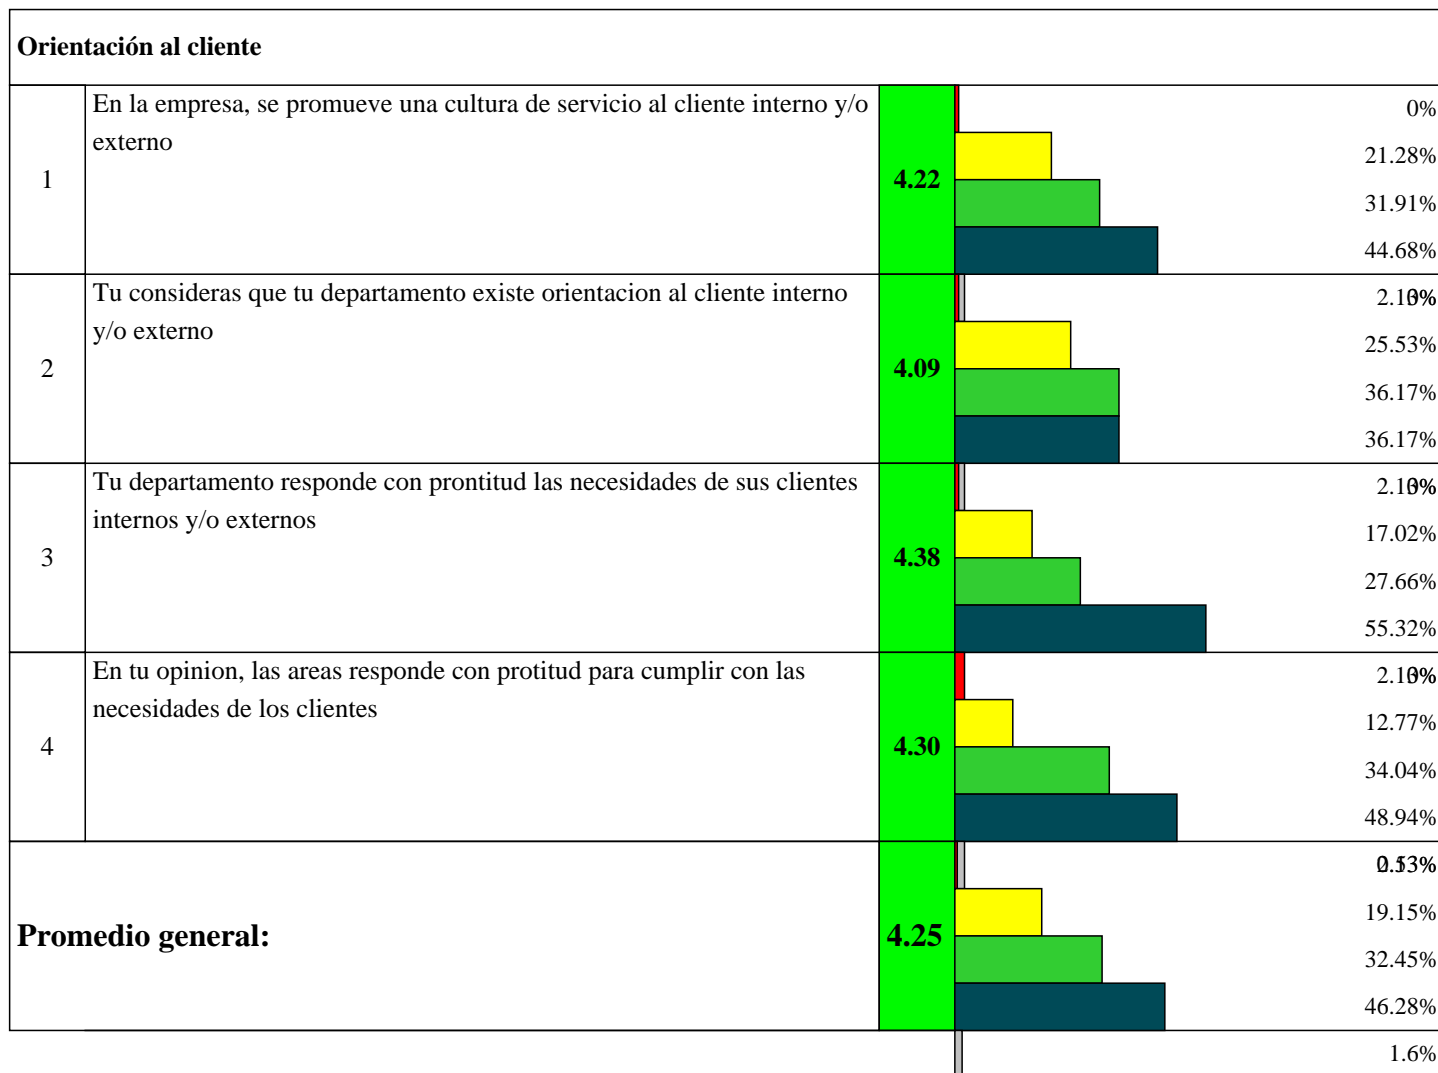 Orientación al cliente
En la empresa, se promueve una cultura de servicio al cliente interno y/o
externo
1
4.22
0%
21.28%
31.91%
44.68%
Tu consideras que tu departamento existe orientacion al cliente interno
y/o externo
2
4.09
25.53%
36.17%
36.17%
Tu departamento responde con prontitud las necesidades de sus clientes
internos y/o externos
3
4.38
17.02%
27.66%
55.32%
En tu opinion, las areas responde con protitud para cumplir con las
necesidades de los clientes
4
4.30
12.77%
34.04%
48.94%
Promedio general:
4.25
19.15%
32.45%
46.28%
1.6%